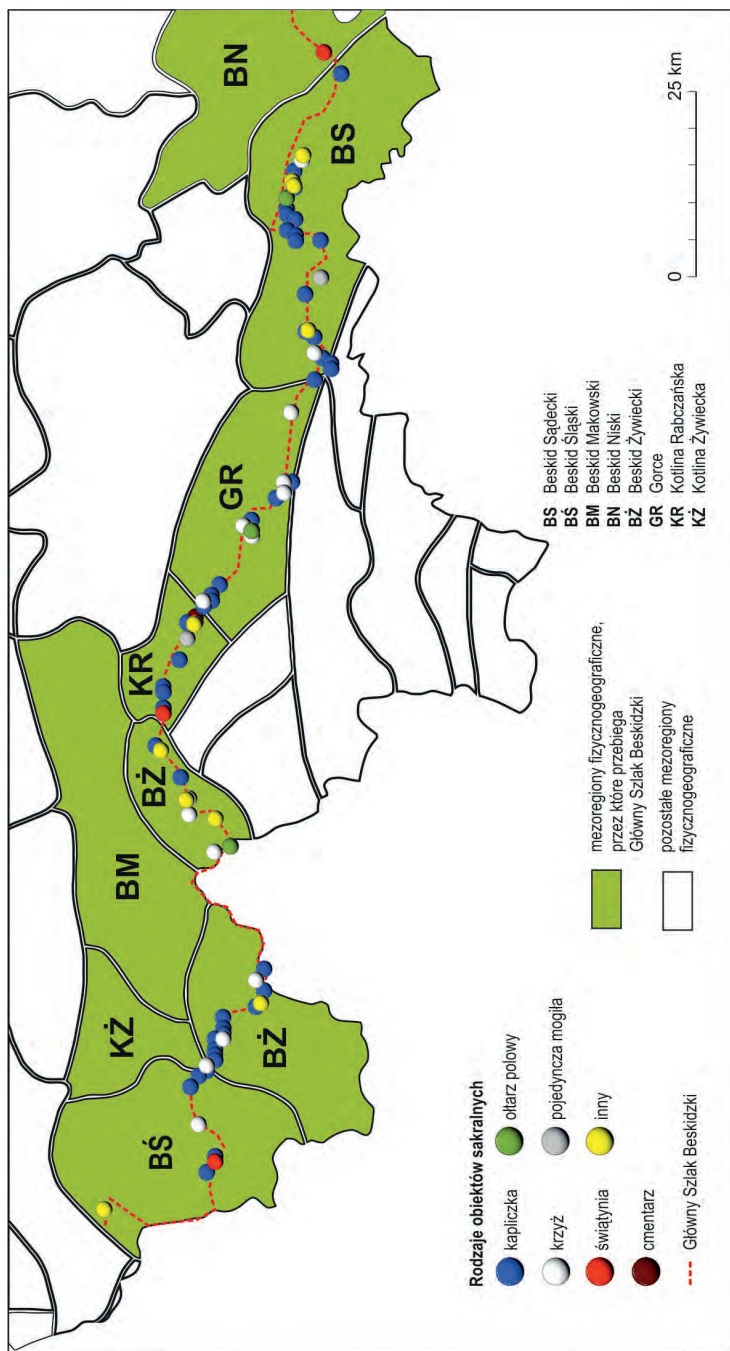 BŚ
KŻ
BŻ
BM
BŻ
KR
GR
BS
BN
Rodzaje obiektów sakralnych
kapliczka
krzyż
świątynia
cmentarz
ołtarz polowy
pojedyncza mogiła
inny
Główny Szlak Beskidzki
mezoregiony fizycznogeograficzne,
przez które przebiega
Główny Szlak Beskidzki
pozostałe mezoregiony
fizycznogeograficzne
BS Beskid Sądecki
BŚ Beskid Śląski
BM Beskid Makowski
BN Beskid Niski
BŻ Beskid Żywiecki
GR Gorce
KR Kotlina Rabczańska
KŻ Kotlina Żywiecka
0 25 km